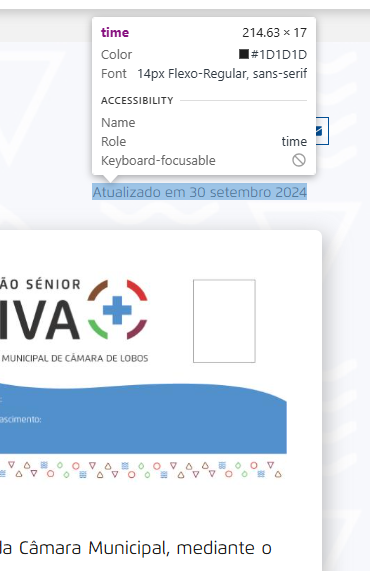 time 214.63 × 17
Color #1D1D1D
Font 14px Flexo-Regular, sans-serif
ACCESSIBILITY
Name
Role time
Keyboard-focusable
Atualizado em 30 setembro 2024
ÃO SÉNIOR
IVA
MUNICIPAL DE CÂMARA DE LOBOS
ascimento:
da Câmara Municipal, mediante o